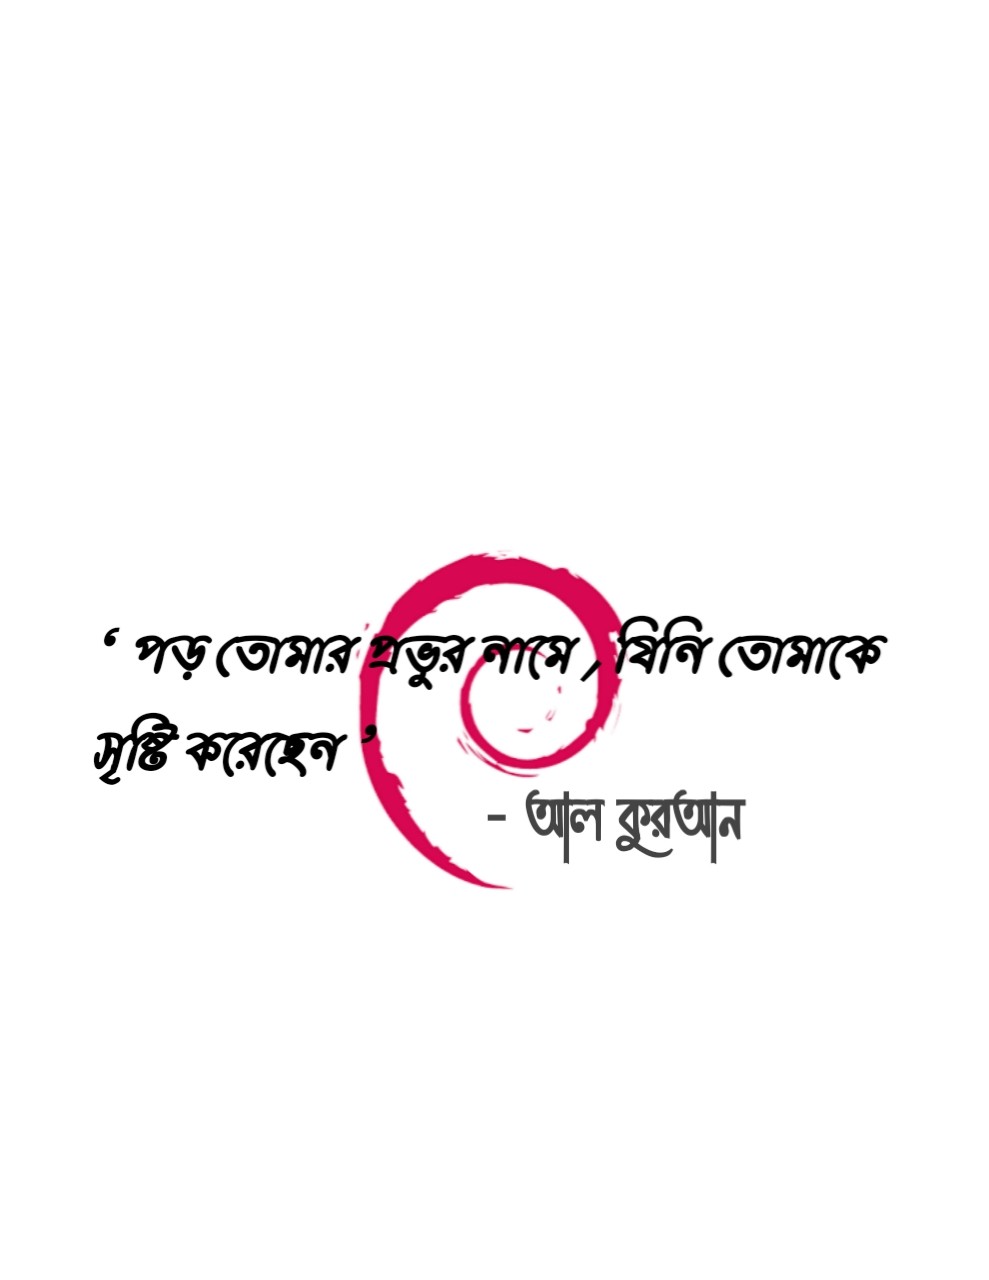 ‘ পড় তোমার প্রভুর নামে , যিনি তোমাকে
সৃষ্টি করেছেন ’
- আল কুরআন